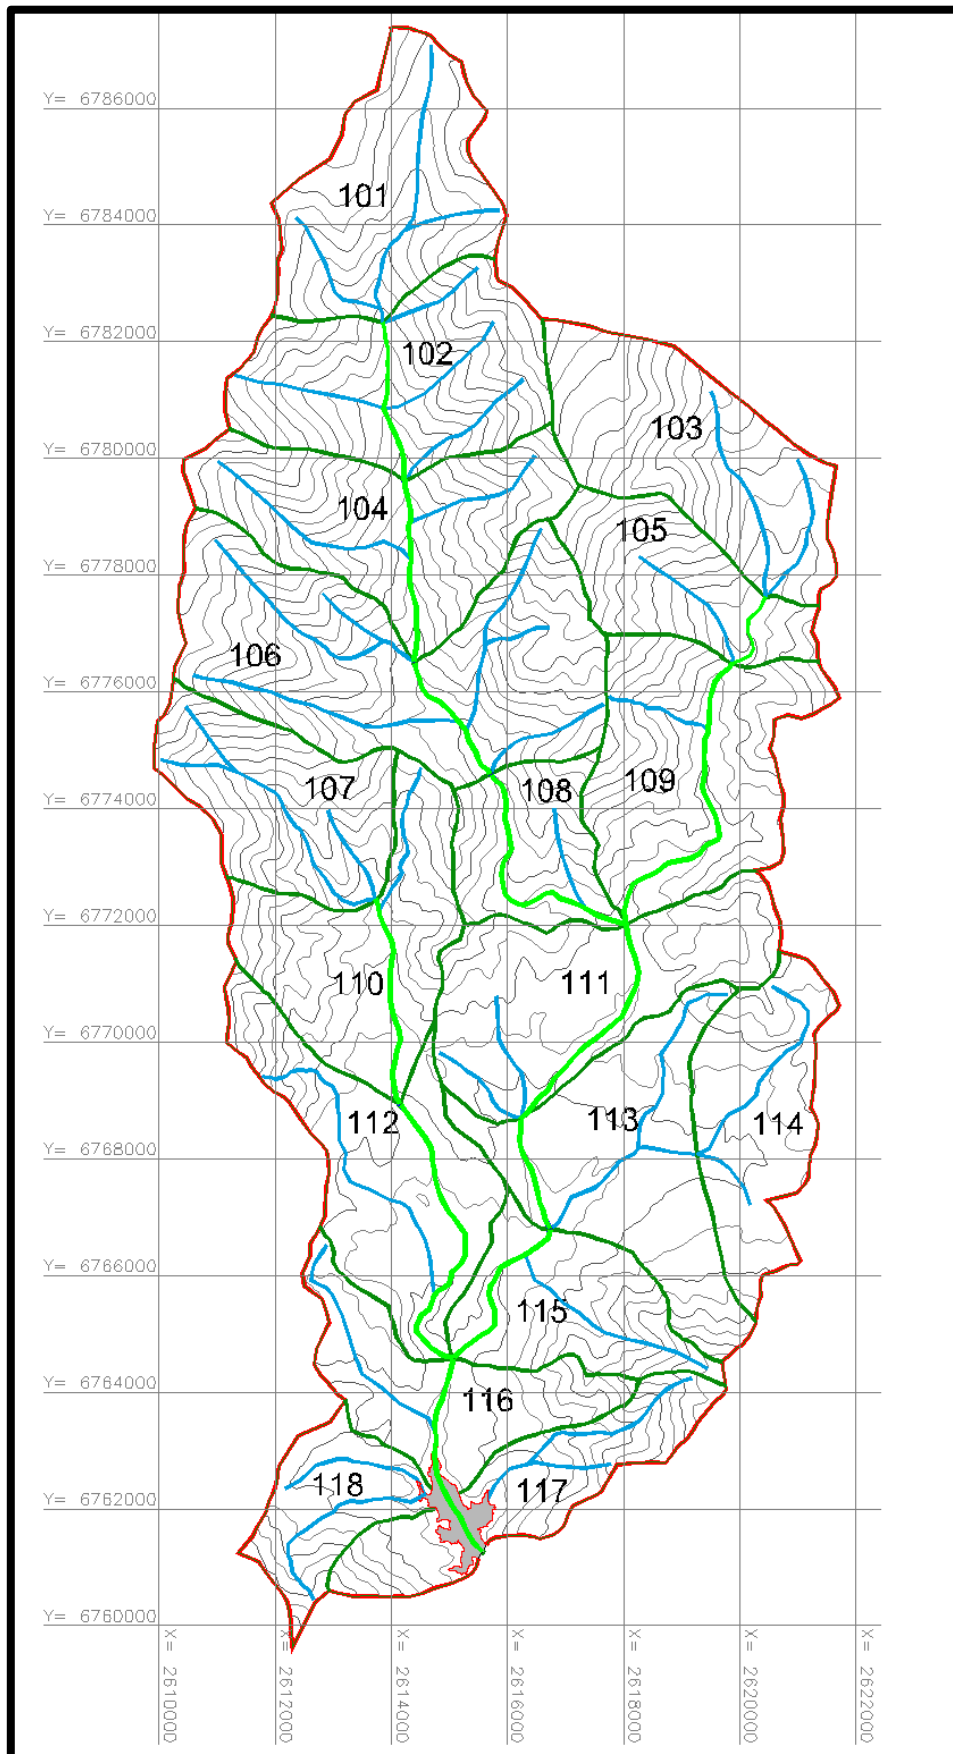 Y= 6786000
101
Y= 6784000
Y= 6782000
102
103
Y= 6780000
104
105
Y= 6778000
106
Y= 6776000
107
108
109
Y= 6774000
Y= 6772000
110
111
Y= 6770000
112
113
114
Y= 6768000
Y= 6766000
115
Y= 6764000
116
118
117
Y= 6762000
Y= 6760000
X= 2610000
X= 2612000
X= 2614000
X= 2616000
X= 2618000
X= 2620000
X= 2622000